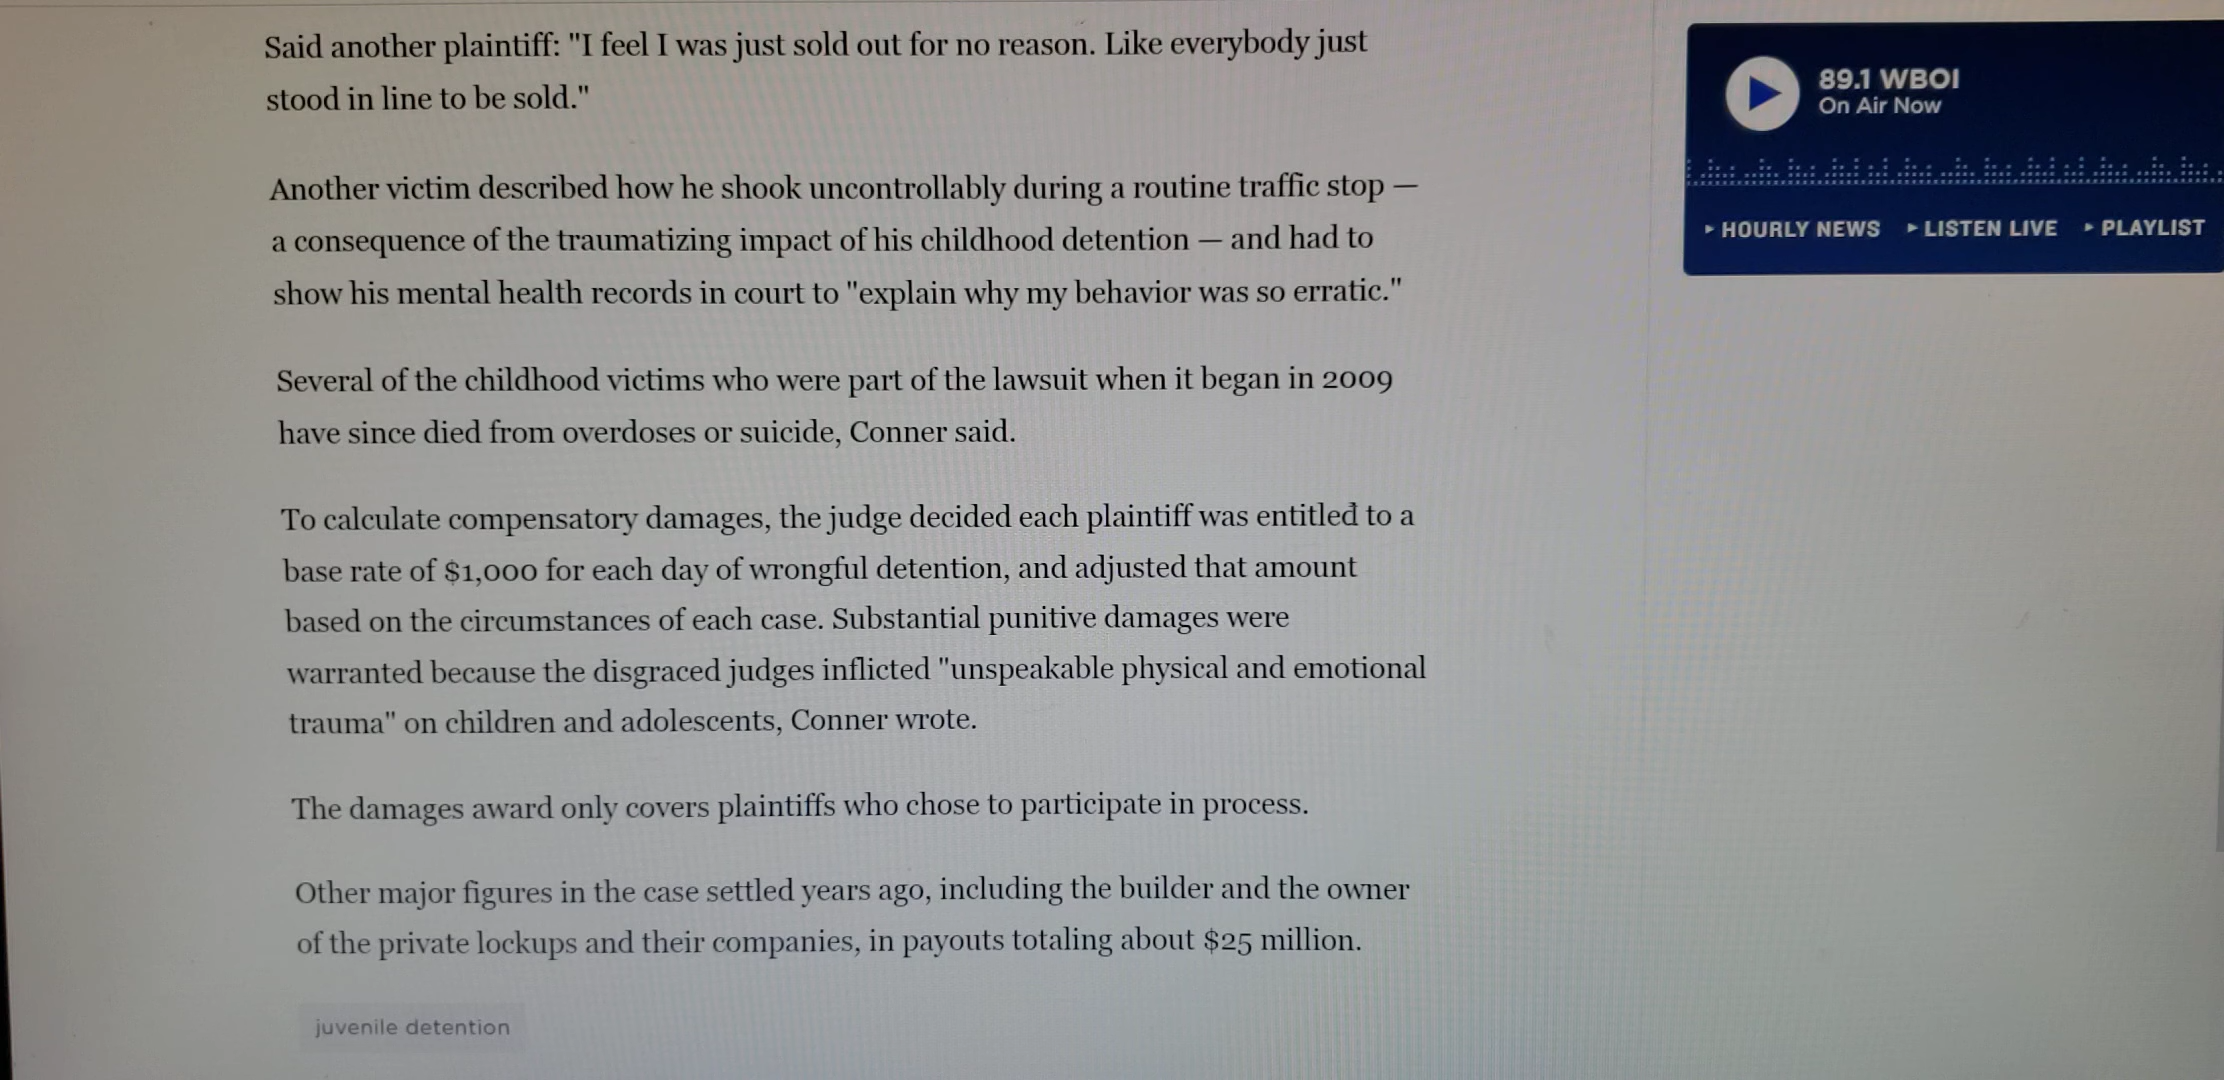 Said another plaintiff: "I feel I was just sold out for no reason. Like everybody just
stood in line to be sold."
Another victim described how he shook uncontrollably during a routine traffic stop —
a consequence of the traumatizing impact of his childhood detention — and had to
show his mental health records in court to "explain why my behavior was so erratic."
Several of the childhood victims who were part of the lawsuit when it began in 2009
have since died from overdoses or suicide, Conner said.
To calculate compensatory damages, the judge decided each plaintiff was entitled to a
base rate of $1,000 for each day of wrongful detention, and adjusted that amount
based on the circumstances of each case. Substantial punitive damages were
warranted because the disgraced judges inflicted "unspeakable physical and emotional
trauma" on children and adolescents, Conner wrote.
The damages award only covers plaintiffs who chose to participate in process.
Other major figures in the case settled years ago, including the builder and the owner
of the private lockups and their companies, in payouts totaling about $25 million.
juvenile detention
89.1 WBOI
On Air Now
HOURLY NEWS LISTEN LIVE PLAYLIST